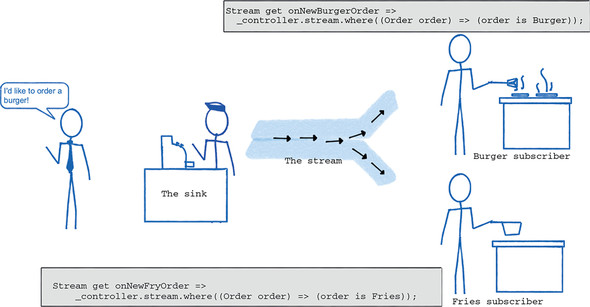 Stream get onNewBurgerOrder =>
_controller.stream.where((Order order) => (order is Burger));
I'd like to order a
burger!
The sink
The stream
Burger subscriber
Stream get onNewFryOrder =>
_controller.stream.where((Order order) => (order is Fries));
Fries subscriber